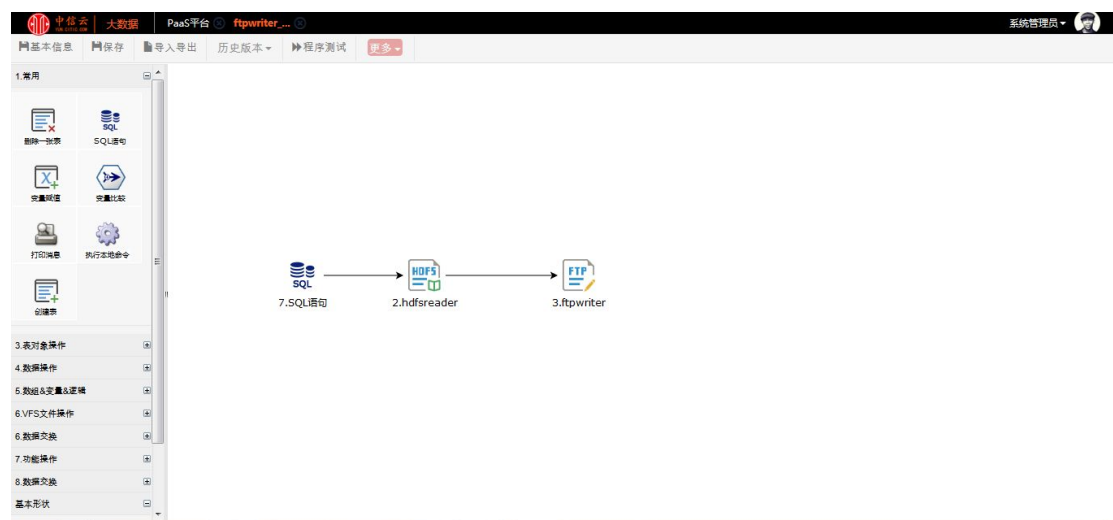 中信云 大数据 PaaS平台 ftpwriter_... 系统管理员
基本信息 保存 导入导出 历史版本 程序测试 更多
1.常用
删除一张表 SQL语句
变量赋值 变量比较
打印消息 执行本地命令
创建表
SQL HDFS FTP
7.SQL语句 2.hdfsreader 3.ftpwriter
3.表对象操作
4.数据操作
5.数组&变量&逻辑
6.VFS文件操作
6.数据交换
7.功能操作
8.数据交换
基本形状